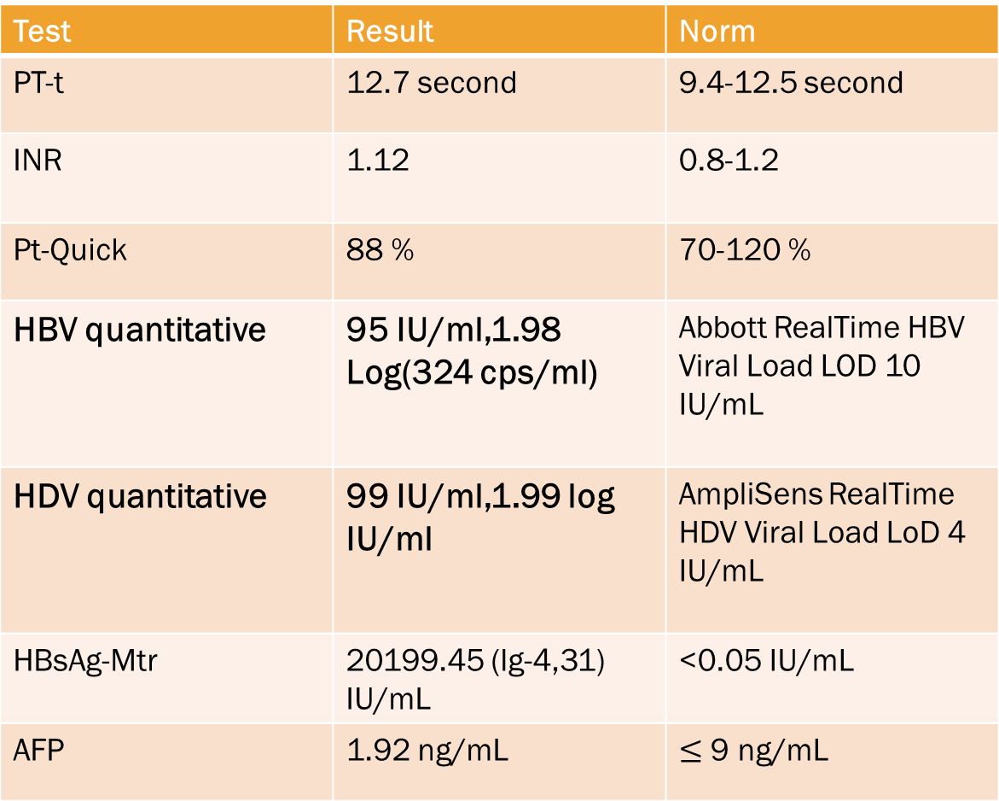 Test Result Norm
PT-t 12.7 second 9.4-12.5 second
INR 1.12 0.8-1.2
Pt-Quick 88 % 70-120 %
HBV quantitative 95 IU/ml,1.98 Abbott RealTime HBV
Log(324 cps/ml) Viral Load LOD 10
IU/mL
HDV quantitative 99 IU/ml,1.99 log AmpliSens RealTime
IU/ml HDV Viral Load LoD 4
IU/mL
HBsAg-Mtr 20199.45 (lg-4,31) <0.05 IU/mL
IU/mL
AFP 1.92 ng/mL ≤ 9 ng/mL